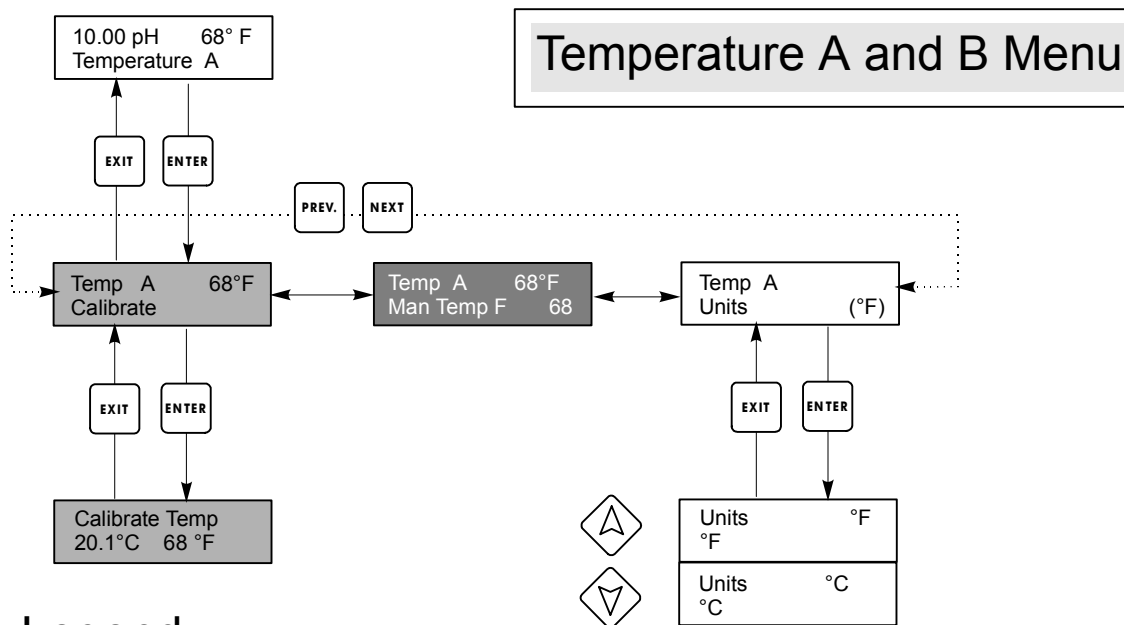 10.00 pH 68° F
Temperature A
Temperature A and B Menu
EXIT
ENTER
PREV.
NEXT
Temp A 68°F
Calibrate
Temp A 68°F
Man Temp F 68
Temp A
Units (°F)
EXIT
ENTER
EXIT
ENTER
Calibrate Temp
20.1°C 68 °F
Units °F
°F
Units °C
°C